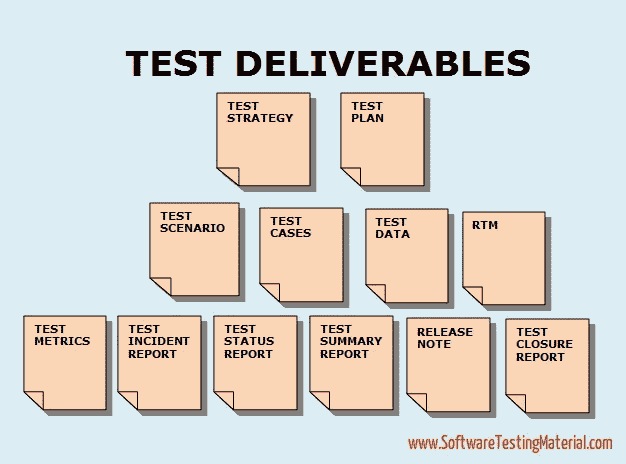 TEST DELIVERABLES
TEST
STRATEGY
TEST
PLAN
TEST
SCENARIO
TEST
CASES
TEST
DATA
RTM
TEST
METRICS
TEST
INCIDENT
REPORT
TEST
STATUS
REPORT
TEST
SUMMARY
REPORT
RELEASE
NOTE
TEST
CLOSURE
REPORT
www.SoftwareTestingMaterial.com